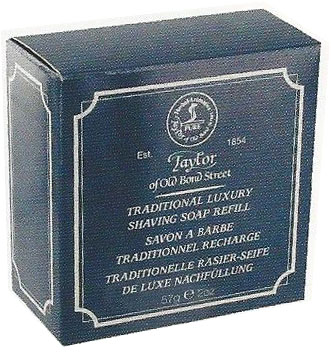 PURE
Est. 1854
Taylor
of Old Bond Street
TRADITIONAL LUXURY
SHAVING SOAP REFILL
SAVON A BARBE
TRADITIONNEL RECHARGE
TRADITIONELLE RASIER-SEIFE
DE LUXE NACHFÜLLUNG
57g ℮ 2oz